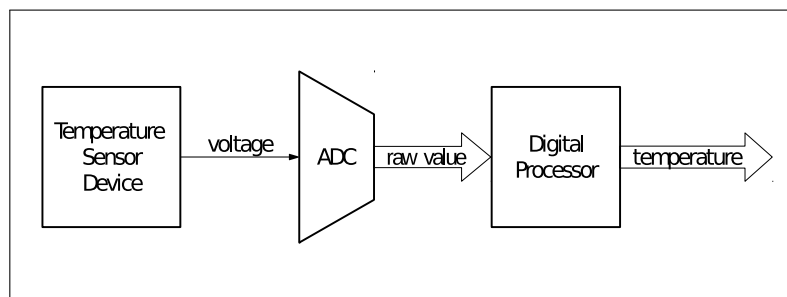 Temperature
Sensor
Device
voltage
ADC
raw value
Digital
Processor
temperature